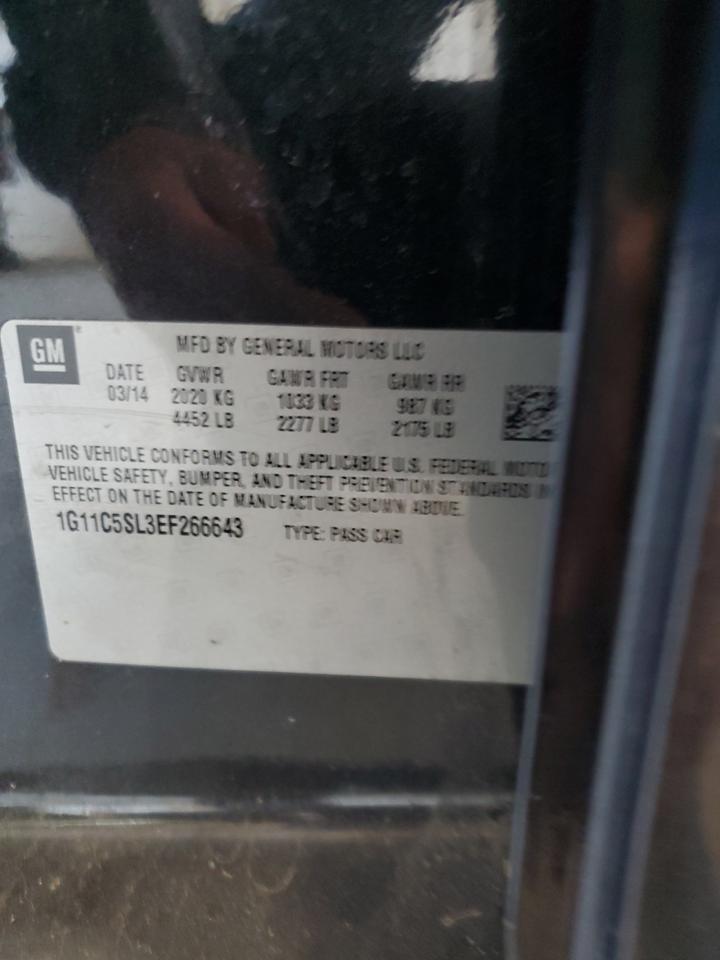 GM
MFD BY GENERAL MOTORS LLC
DATE GVWR GAWR FRT GAWR RR
03/14 2020 KG 1033 KG 987 KG
4452 LB 2277 LB 2175 LB
THIS VEHICLE CONFORMS TO ALL APPLICABLE U.S. FEDERAL MOTO
VEHICLE SAFETY, BUMPER, AND THEFT PREVENTION STANDARDS IN
EFFECT ON THE DATE OF MANUFACTURE SHOWN ABOVE.
1G11C5SL3EF266643 TYPE: PASS CAR